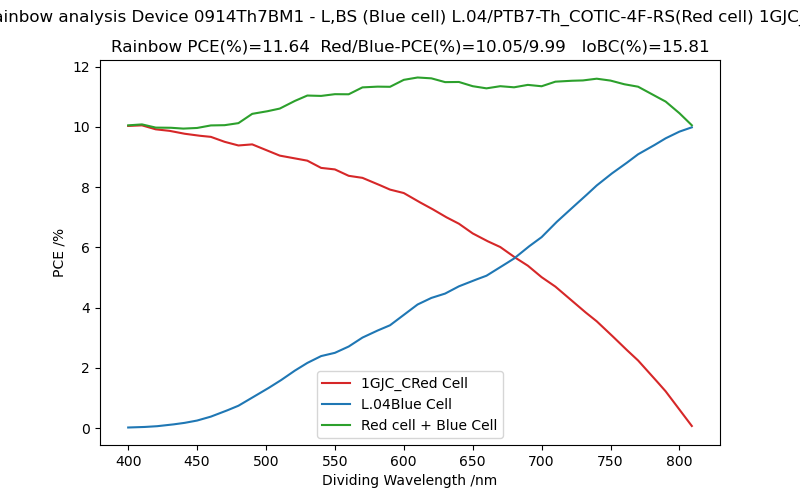 inbow analysis Device 0914Th7BM1 - L,BS (Blue cell) L.04/PTB7-Th_COTIC-4F-RS(Red cell) 1GJC_
Rainbow PCE(%)=11.64 Red/Blue-PCE(%)=10.05/9.99 IoBC(%)=15.81
12
10
8
6
4
2
0
PCE /%
1GJC_CRed Cell
L.04Blue Cell
Red cell + Blue Cell
400 450 500 550 600 650 700 750 800
Dividing Wavelength /nm